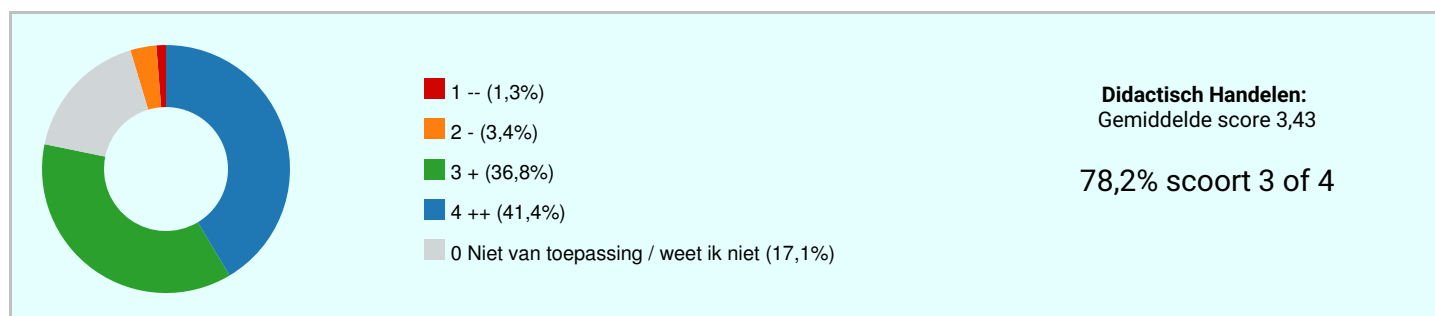 1 -- (1,3%)
2 - (3,4%)
3 + (36,8%)
4 ++ (41,4%)
0 Niet van toepassing / weet ik niet (17,1%)
Didactisch Handelen:
Gemiddelde score 3,43
78,2% scoort 3 of 4